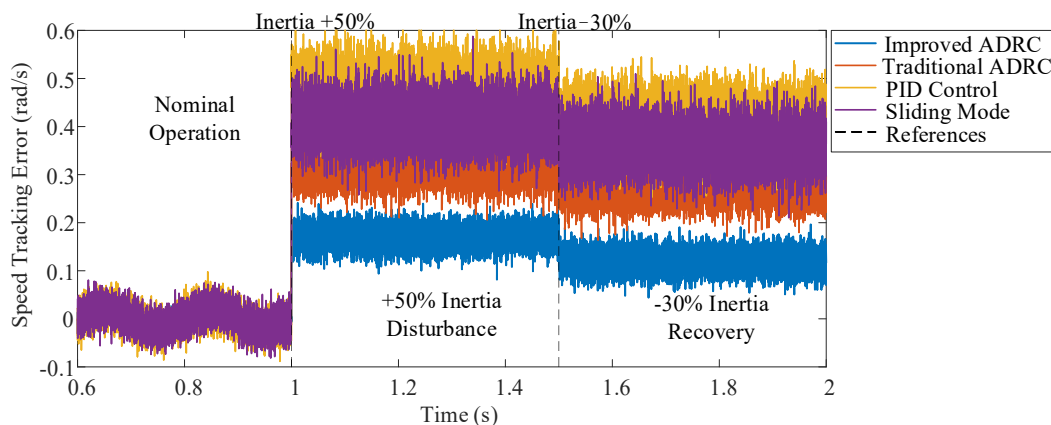 Inertia +50%
Inertia-30%
Speed Tracking Error (rad/s)
0.6
0.5
0.4
0.3
0.2
0.1
0
-0.1
Nominal
Operation
+50% Inertia
Disturbance
-30% Inertia
Recovery
0.6
0.8
1
1.2
1.4
1.6
1.8
2
Time (s)
Improved ADRC
Traditional ADRC
PID Control
Sliding Mode
References